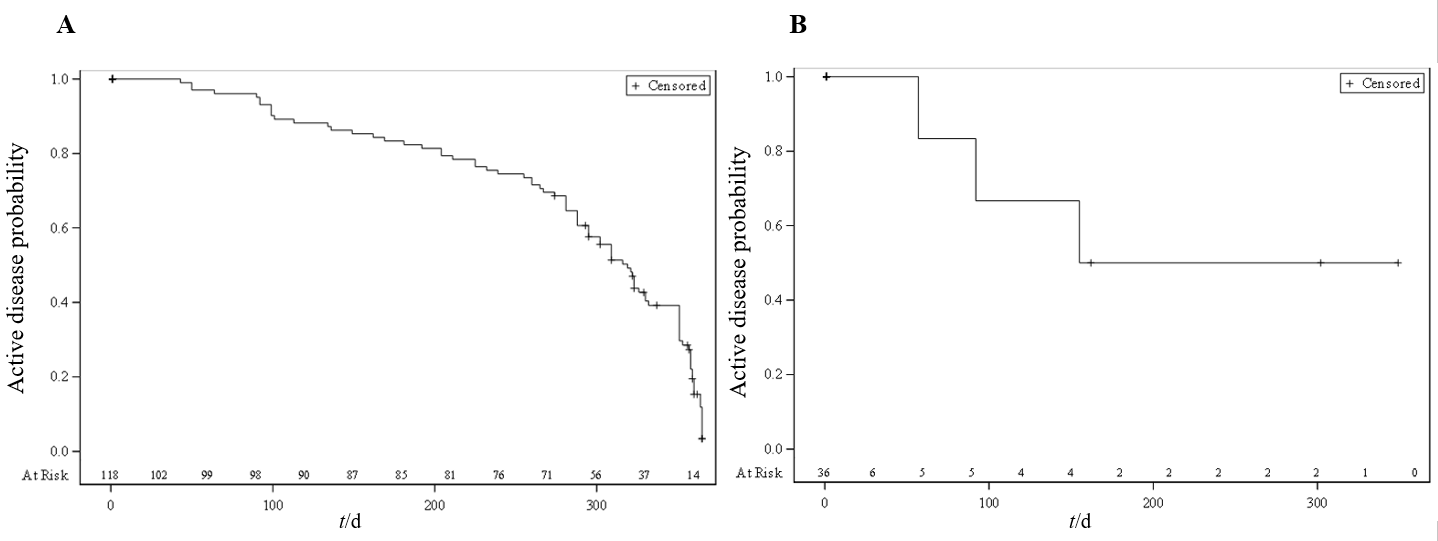 A
Active disease probability
1.0
0.8
0.6
0.4
0.2
0.0
+ Censored
At Risk 118 102 99 98 90 87 85 81 76 71 56 37 14
0 100 200 300
t/d
B
Active disease probability
1.0
0.8
0.6
0.4
0.2
0.0
+ Censored
At Risk 36 6 5 5 4 4 2 2 2 2 2 1 0
0 100 200 300
t/d